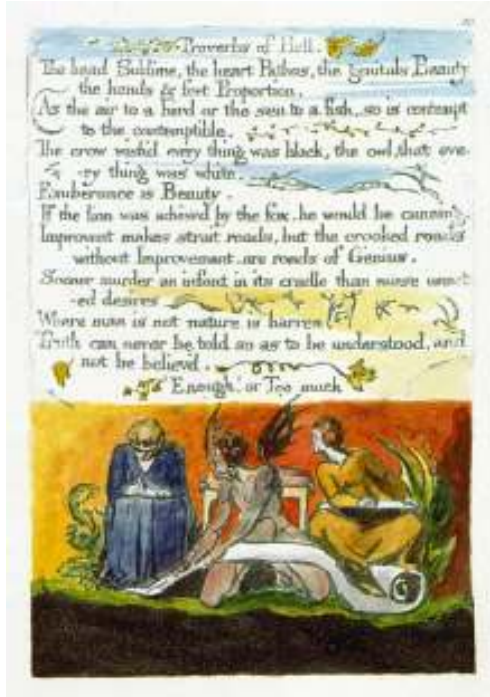 Proverbs of Hell.
The head Sublime, the heart Pathos, the genitals Beauty
the hands & feet Proportion.
As the air to a bird or the sea to a fish, so is contempt
to the contemptible.
The crow wish'd every thing was black, the owl, that eve-
-ry thing was white.
Exuberance is Beauty.
If the lion was advised by the fox, he would be cunning.
Improvement makes strait roads, but the crooked roads
without Improvement, are roads of Genius.
Sooner murder an infant in its cradle than nurse unact-
-ed desires
Where man is not nature is barren
Truth can never be told so as to be understood, and
not be believ'd.
Enough! or Too much